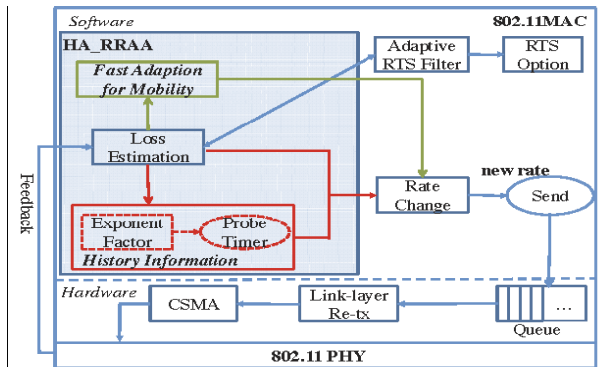 Software
802.11MAC
HA_RRAA
Fast Adaption
for Mobility
Adaptive
RTS Filter
RTS
Option
Loss
Estimation
Feedback
Rate
Change
new rate
Send
Exponent
Factor
Probe
Timer
History Information
Hardware
CSMA
Link-layer
Re-tx
...
Queue
802.11 PHY